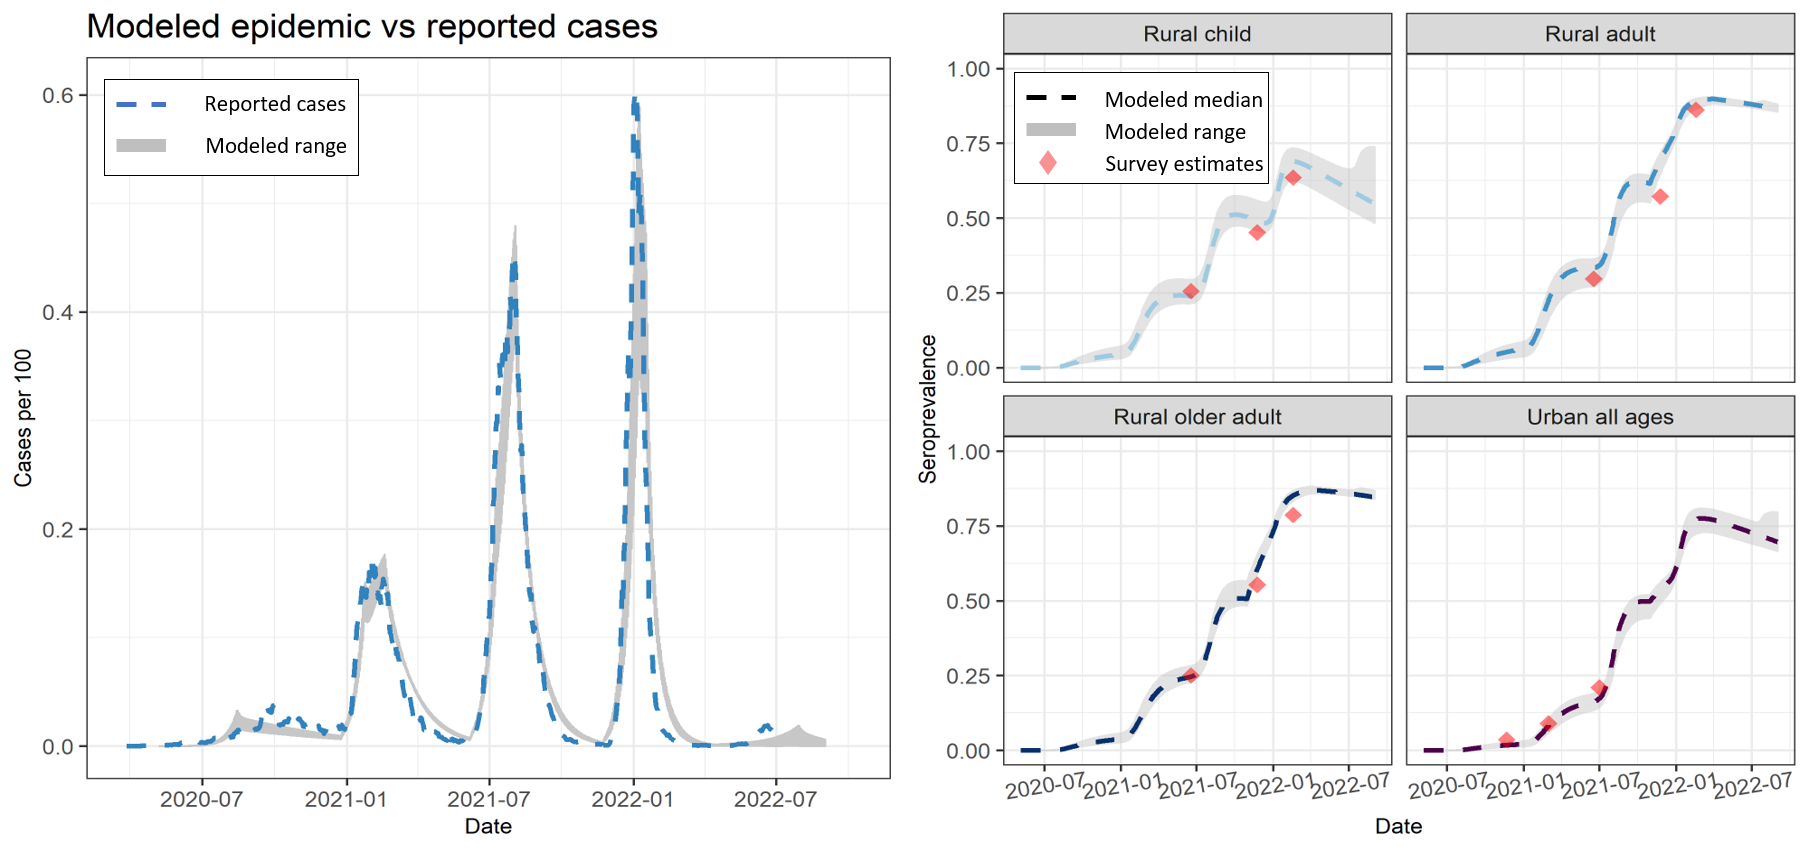 Modeled epidemic vs reported cases
Reported cases
Modeled range
0.6
0.4
0.2
0.0
Cases per 100
2020-07
2021-01
2021-07
2022-01
2022-07
Date
Rural child
Rural adult
Modeled median
Modeled range
Survey estimates
1.00
0.75
0.50
0.25
0.00
Seroprevalence
Rural older adult
Urban all ages
1.00
0.75
0.50
0.25
0.00
2020-07
2021-01
2021-07
2022-01
2022-07
2020-07
2021-01
2021-07
2022-01
2022-07
Date